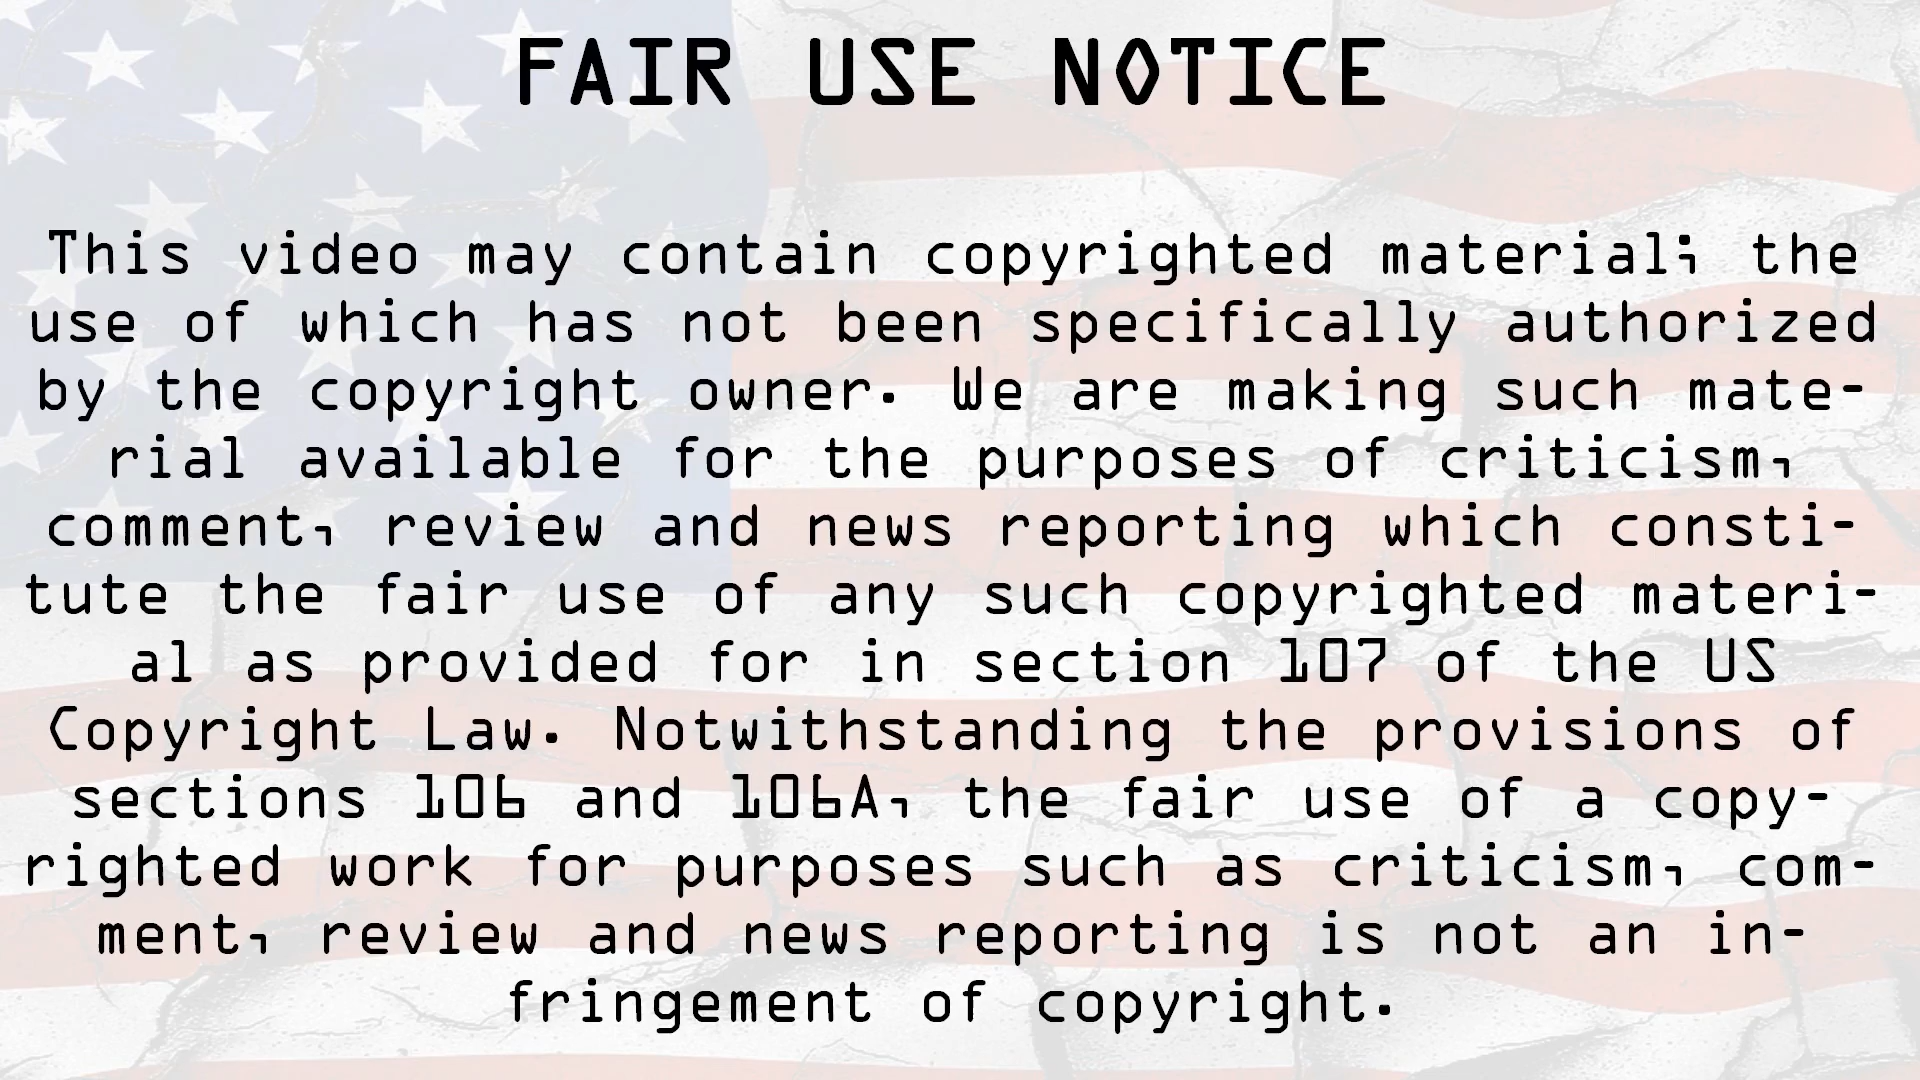 FAIR USE NOTICE
This video may contain copyrighted material; the
use of which has not been specifically authorized
by the copyright owner. We are making such mate-
rial available for the purposes of criticism,
comment, review and news reporting which consti-
tute the fair use of any such copyrighted materi-
al as provided for in section 107 of the US
Copyright Law. Notwithstanding the provisions of
sections 106 and 106A, the fair use of a copy-
righted work for purposes such as criticism, com-
ment, review and news reporting is not an in-
fringement of copyright.